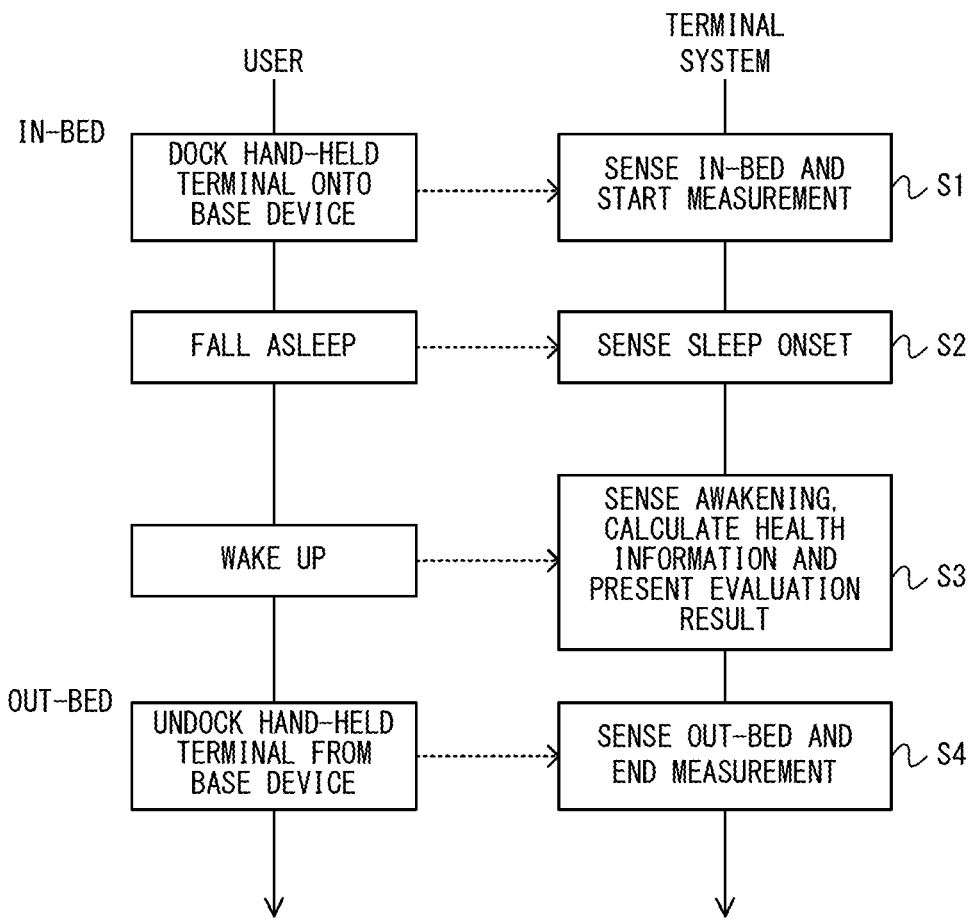 USER
TERMINAL
SYSTEM
IN-BED
DOCK HAND-HELD
TERMINAL ONTO
BASE DEVICE
SENSE IN-BED AND
START MEASUREMENT
S1
FALL ASLEEP
SENSE SLEEP ONSET
S2
WAKE UP
SENSE AWAKENING,
CALCULATE HEALTH
INFORMATION AND
PRESENT EVALUATION
RESULT
S3
OUT-BED
UNDOCK HAND-HELD
TERMINAL FROM
BASE DEVICE
SENSE OUT-BED AND
END MEASUREMENT
S4